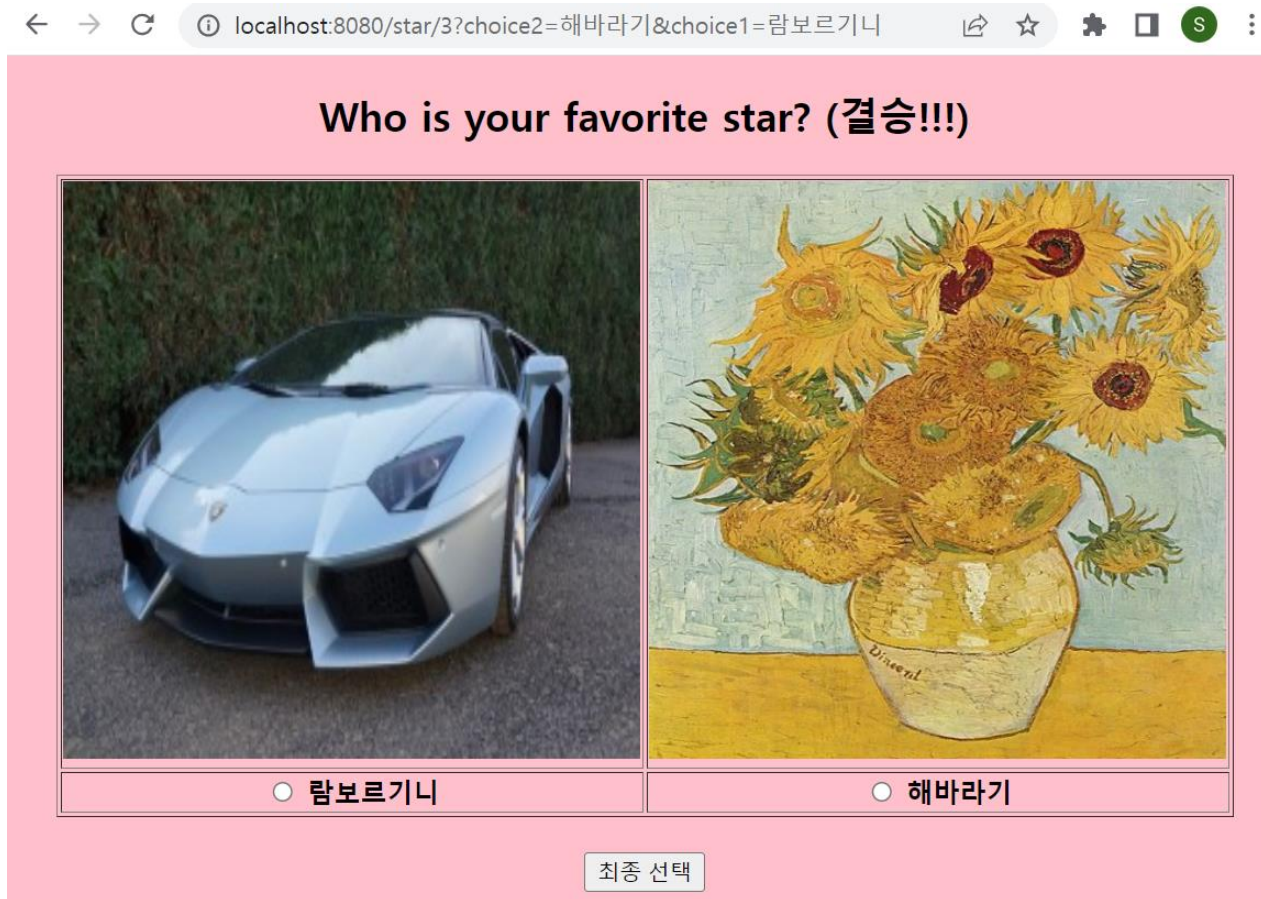 localhost:8080/star/3?choice2=해바라기&choice1=람보르기니
S
Who is your favorite star? (결승!!!)
Vincent
람보르기니
해바라기
최종 선택